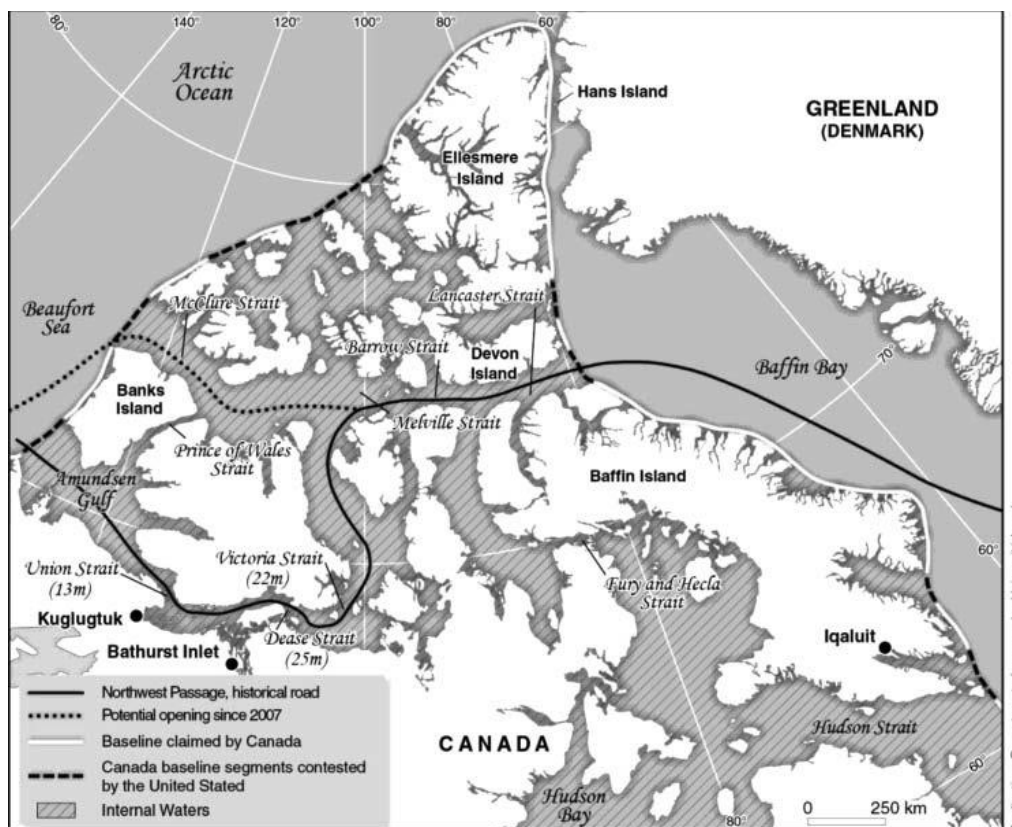 80°
140°
120°
100°
80°
60°
Arctic
Ocean
Hans Island
GREENLAND
(DENMARK)
Ellesmere
Island
Beaufort
Sea
McClure Strait
Lancaster Strait
Barrow Strait
Devon
Island
Baffin Bay
70°
Banks
Island
Melville Strait
Prince of Wales
Strait
Baffin Island
Amundsen
Gulf
60°
Union Strait
(13m)
Victoria Strait
(22m)
Fury and Hecla
Strait
Kuglugtuk
Dease Strait
(25m)
Iqaluit
Bathurst Inlet
Northwest Passage, historical road
Potential opening since 2007
Baseline claimed by Canada
Canada baseline segments contested
by the United Stated
Internal Waters
CANADA
Hudson Strait
60°
Hudson
Bay
80°
0 250 km